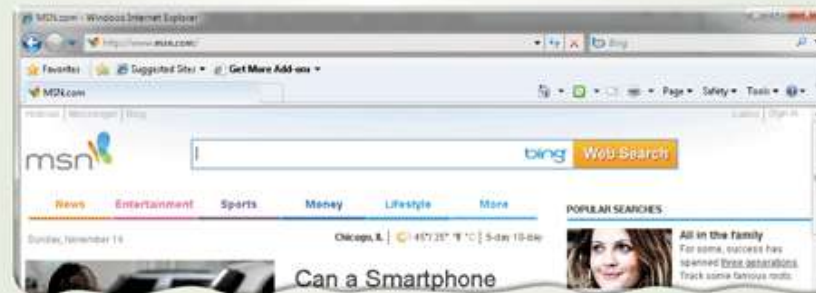 MSN.com - Windows Internet Explorer
http://www.msn.com/
Bing
Favorites Suggested Sites Get More Add-ons
MSN.com
Page Safety Tools
Hotmail | Messenger | Bing
Sign in
msn
bing Web Search
News Entertainment Sports Money Lifestyle More
POPULAR SEARCHES
Sunday, November 14
Chicago, IL | 45°/35° °F °C | 5-day 10-day
All in the family
For some, success has
spanned three generations.
Track some famous roots.
Can a Smartphone